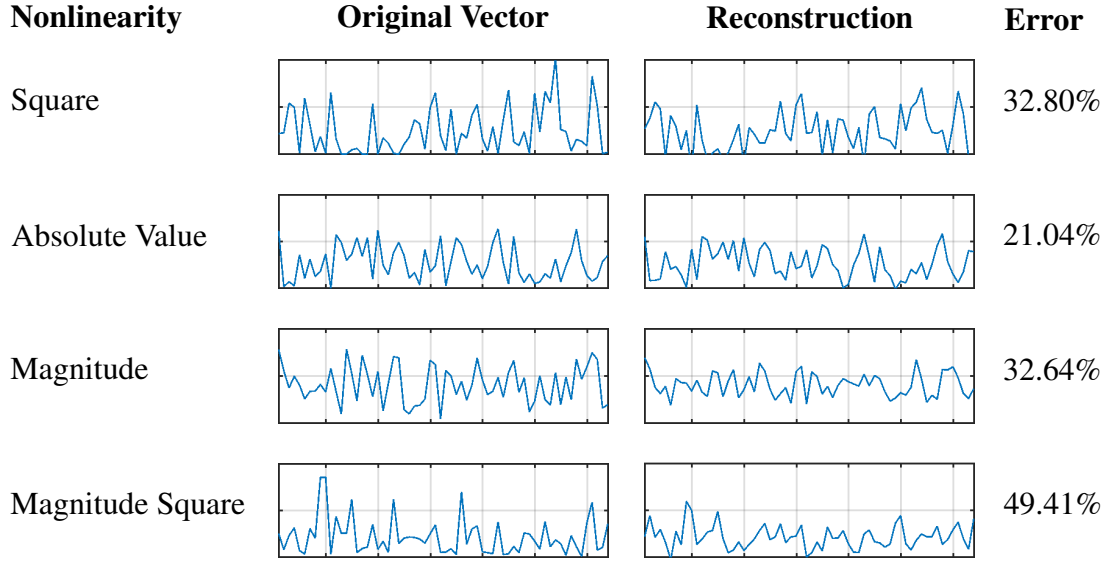 Nonlinearity Original Vector Reconstruction Error
Square 32.80%
Absolute Value 21.04%
Magnitude 32.64%
Magnitude Square 49.41%